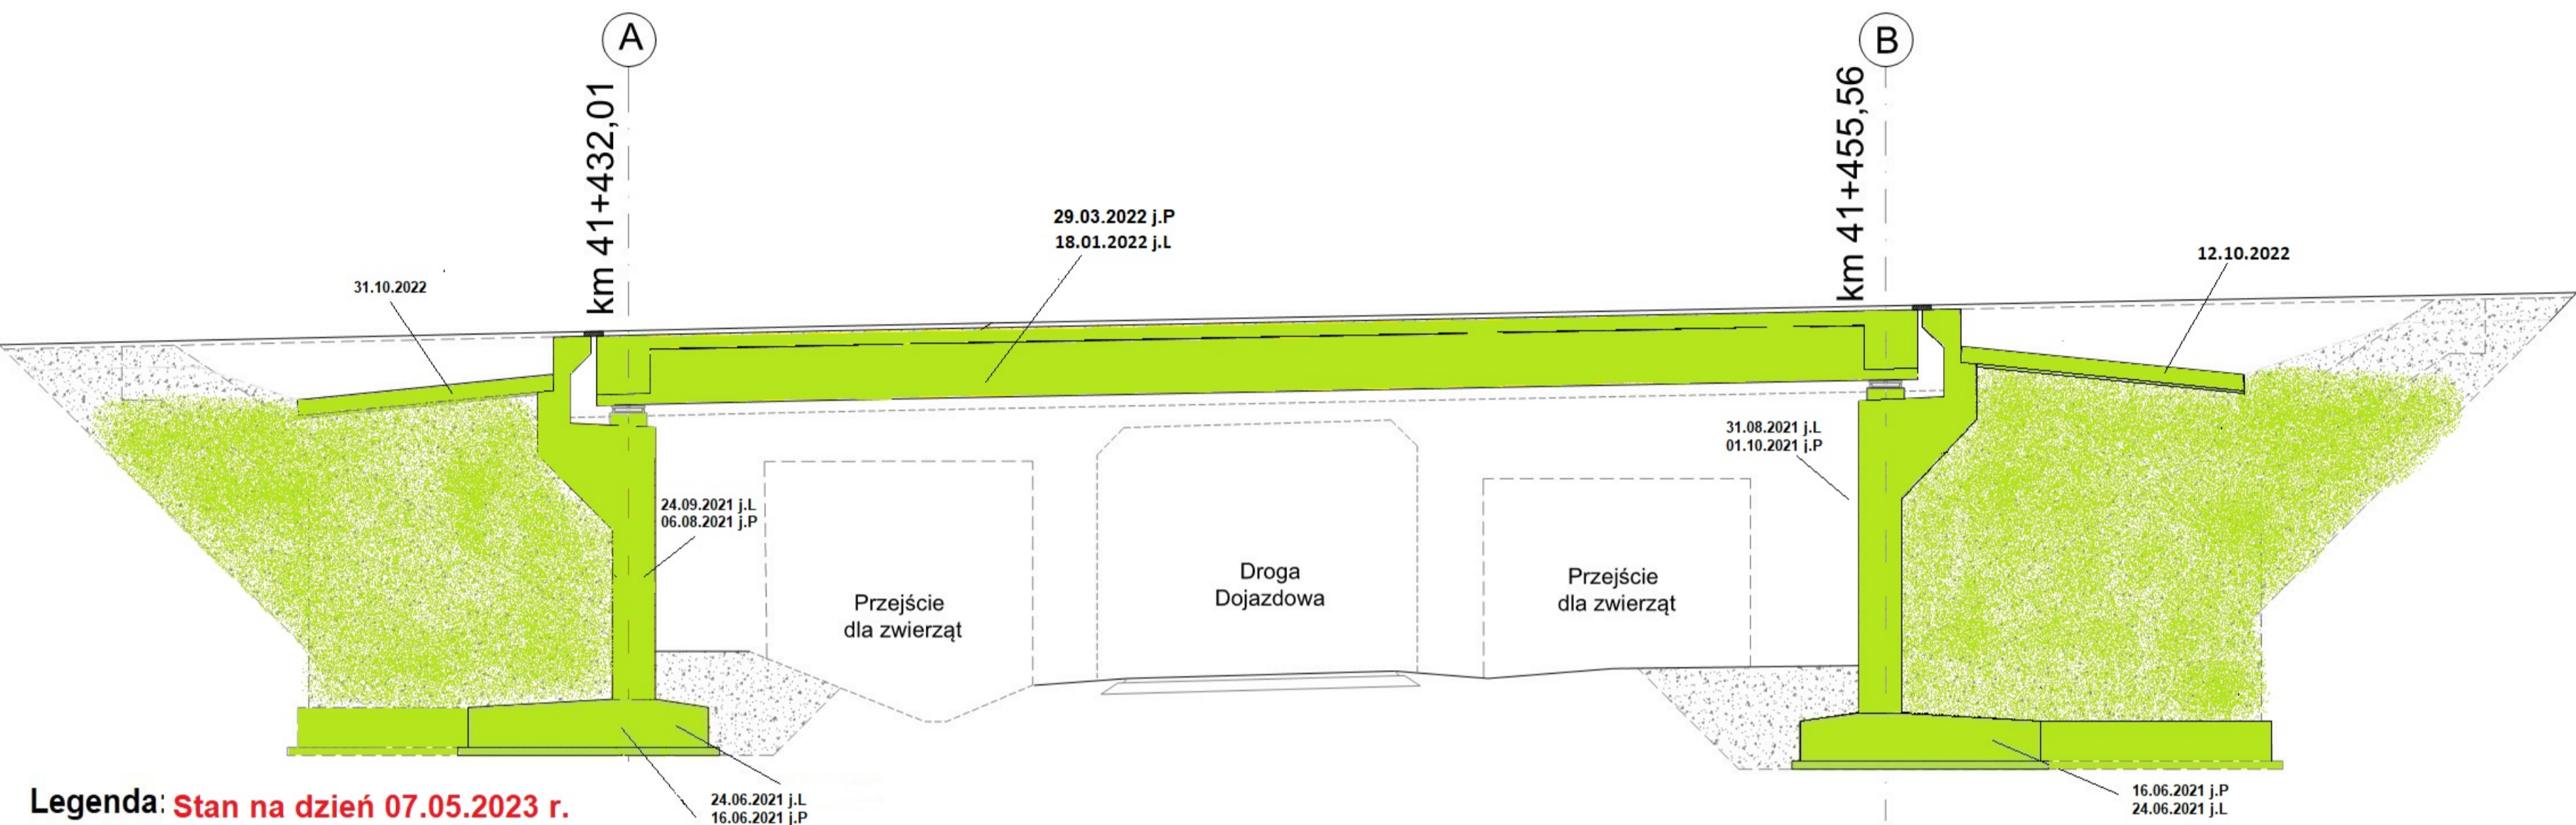 A
B
km 41+432,01
km 41+455,56
29.03.2022 j.P
18.01.2022 j.L
12.10.2022
31.10.2022
31.08.2021 j.L
01.10.2021 j.P
24.09.2021 j.L
06.08.2021 j.P
Przejście
dla zwierząt
Droga
Dojazdowa
Przejście
dla zwierząt
24.06.2021 j.L
16.06.2021 j.P
16.06.2021 j.P
24.06.2021 j.L
Legenda: Stan na dzień 07.05.2023 r.